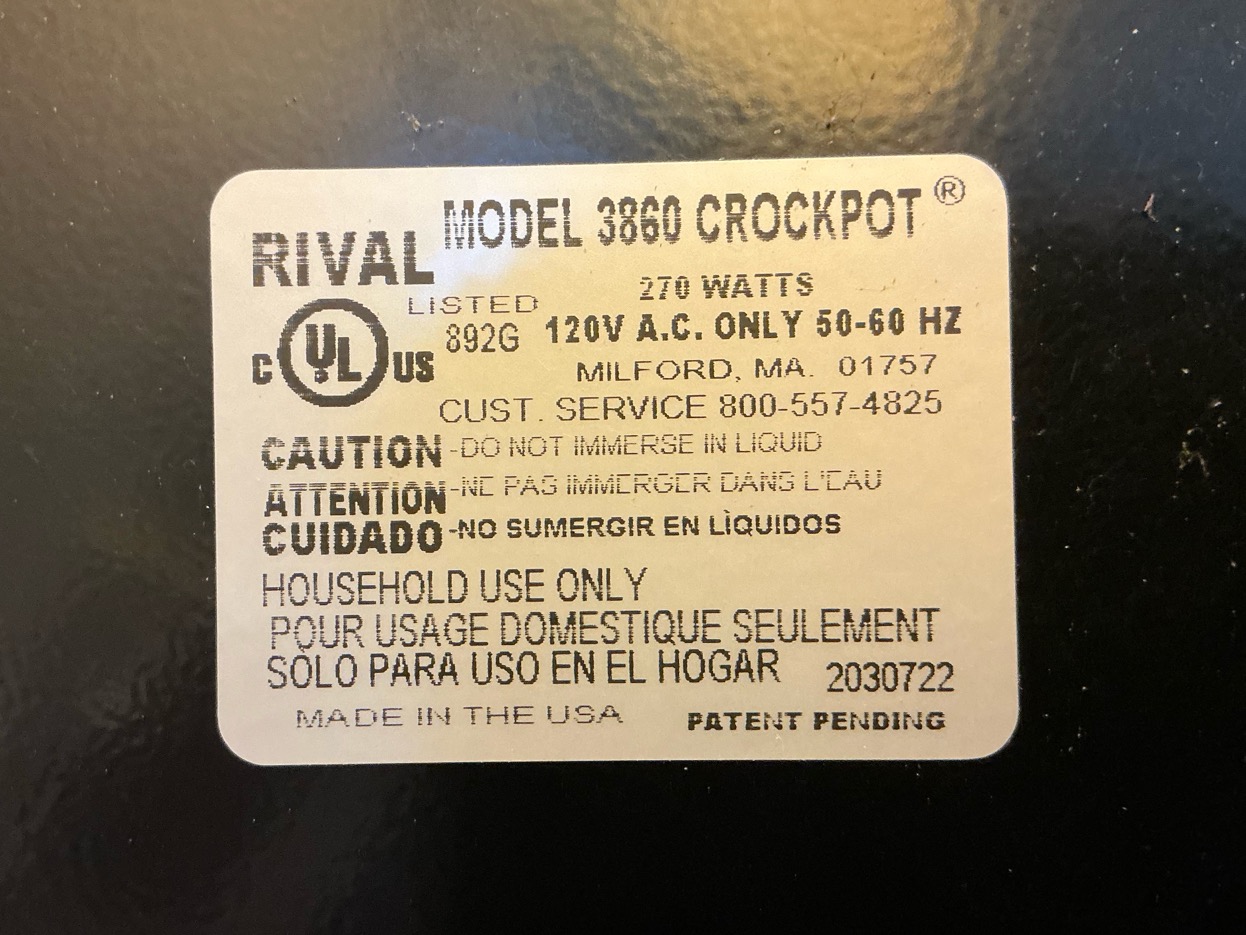 RIVAL MODEL 3860 CROCKPOT ®
270 WATTS
LISTED
892G 120V A.C. ONLY 50-60 HZ
C UL US
MILFORD, MA. 01757
CUST. SERVICE 800-557-4825
CAUTION -DO NOT IMMERSE IN LIQUID
ATTENTION -NE PAS IMMERGER DANS L'EAU
CUIDADO -NO SUMERGIR EN LÌQUIDOS
HOUSEHOLD USE ONLY
POUR USAGE DOMESTIQUE SEULEMENT
SÓLO PARA USO EN EL HOGAR 2030722
MADE IN THE USA PATENT PENDING